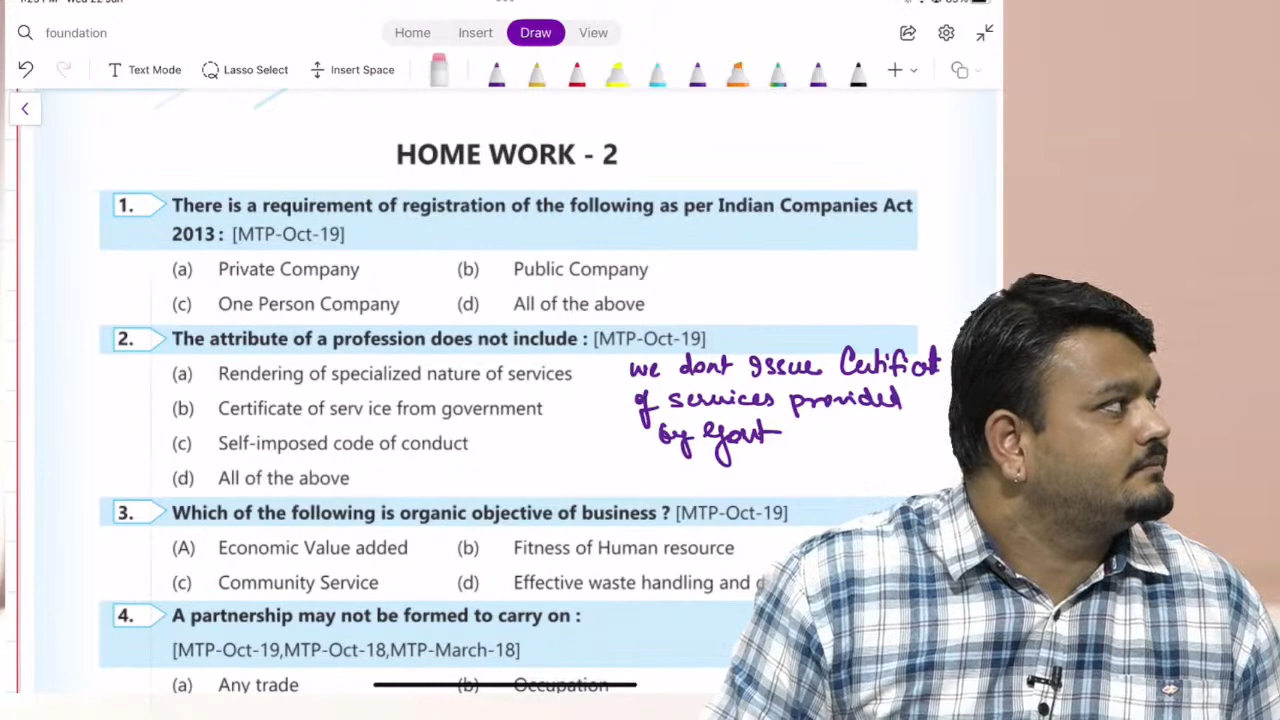 foundation
Home Insert Draw View
Text Mode Lasso Select Insert Space
HOME WORK - 2
1. There is a requirement of registration of the following as per Indian Companies Act
2013 : [MTP-Oct-19]
(a) Private Company (b) Public Company
(c) One Person Company (d) All of the above
2. The attribute of a profession does not include : [MTP-Oct-19]
we dont Issue Certificat
(a) Rendering of specialized nature of services
of services provided
(b) Certificate of serv ice from government
by Govt
(c) Self-imposed code of conduct
(d) All of the above
3. Which of the following is organic objective of business ? [MTP-Oct-19]
(A) Economic Value added (b) Fitness of Human resource
(c) Community Service (d) Effective waste handling and
4. A partnership may not be formed to carry on :
[MTP-Oct-19,MTP-Oct-18,MTP-March-18]
(a) Any trade (b) Occupation